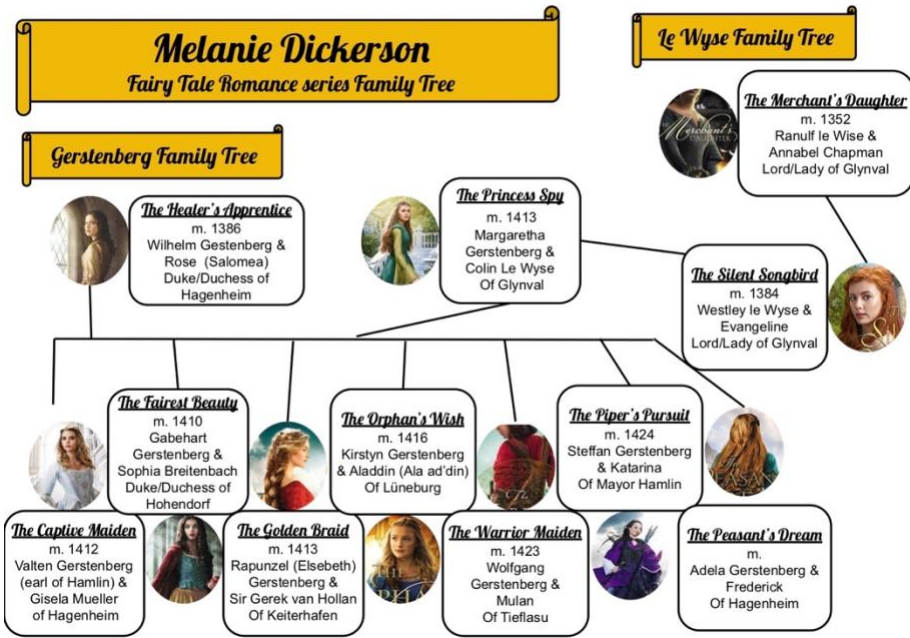 Melanie Dickerson
Fairy Tale Romance series Family Tree
Le Wyse Family Tree
The Merchant's Daughter
m. 1352
Ranulf le Wise &
Annabel Chapman
Lord/Lady of Glynval
Merchant's
DAUGHTER
Gerstenberg Family Tree
The Healer's Apprentice
m. 1386
Wilhelm Gestenberg &
Rose (Salomea)
Duke/Duchess of
Hagenheim
The Princess Spy
m. 1413
Margaretha
Gerstenberg &
Colin Le Wyse
Of Glynval
The Silent Songbird
m. 1384
Westley le Wyse &
Evangeline
Lord/Lady of Glynval
The Fairest Beauty
m. 1410
Gabehart
Gerstenberg &
Sophia Breitenbach
Duke/Duchess of
Hohendorf
The Orphan's Wish
m. 1416
Kirstyn Gerstenberg
& Aladdin (Ala ad'din)
Of Lüneburg
The Piper's Pursuit
m. 1424
Steffan Gerstenberg
& Katarina
Of Mayor Hamlin
The Captive Maiden
m. 1412
Valten Gerstenberg
(earl of Hamlin) &
Gisela Mueller
of Hagenheim
The Golden Braid
m. 1413
Rapunzel (Elsebeth)
Gerstenberg &
Sir Gerek van Hollan
Of Keiterhafen
The Warrior Maiden
m. 1423
Wolfgang
Gerstenberg &
Mulan
Of Tieflasu
The Peasant's Dream
m.
Adela Gerstenberg &
Frederick
Of Hagenheim